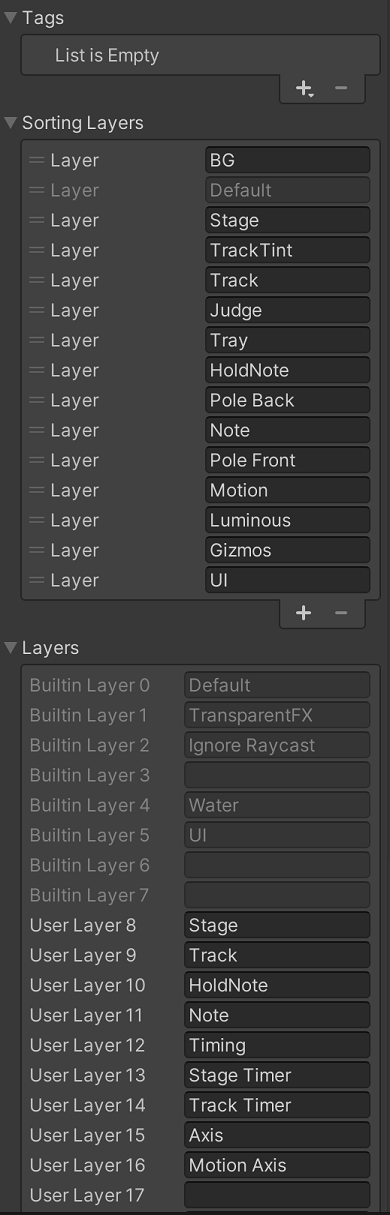 Tags
List is Empty
Sorting Layers
Layer BG
Layer Default
Layer Stage
Layer TrackTint
Layer Track
Layer Judge
Layer Tray
Layer HoldNote
Layer Pole Back
Layer Note
Layer Pole Front
Layer Motion
Layer Luminous
Layer Gizmos
Layer UI
Layers
Builtin Layer 0 Default
Builtin Layer 1 TransparentFX
Builtin Layer 2 Ignore Raycast
Builtin Layer 3
Builtin Layer 4 Water
Builtin Layer 5 UI
Builtin Layer 6
Builtin Layer 7
User Layer 8 Stage
User Layer 9 Track
User Layer 10 HoldNote
User Layer 11 Note
User Layer 12 Timing
User Layer 13 Stage Timer
User Layer 14 Track Timer
User Layer 15 Axis
User Layer 16 Motion Axis
User Layer 17